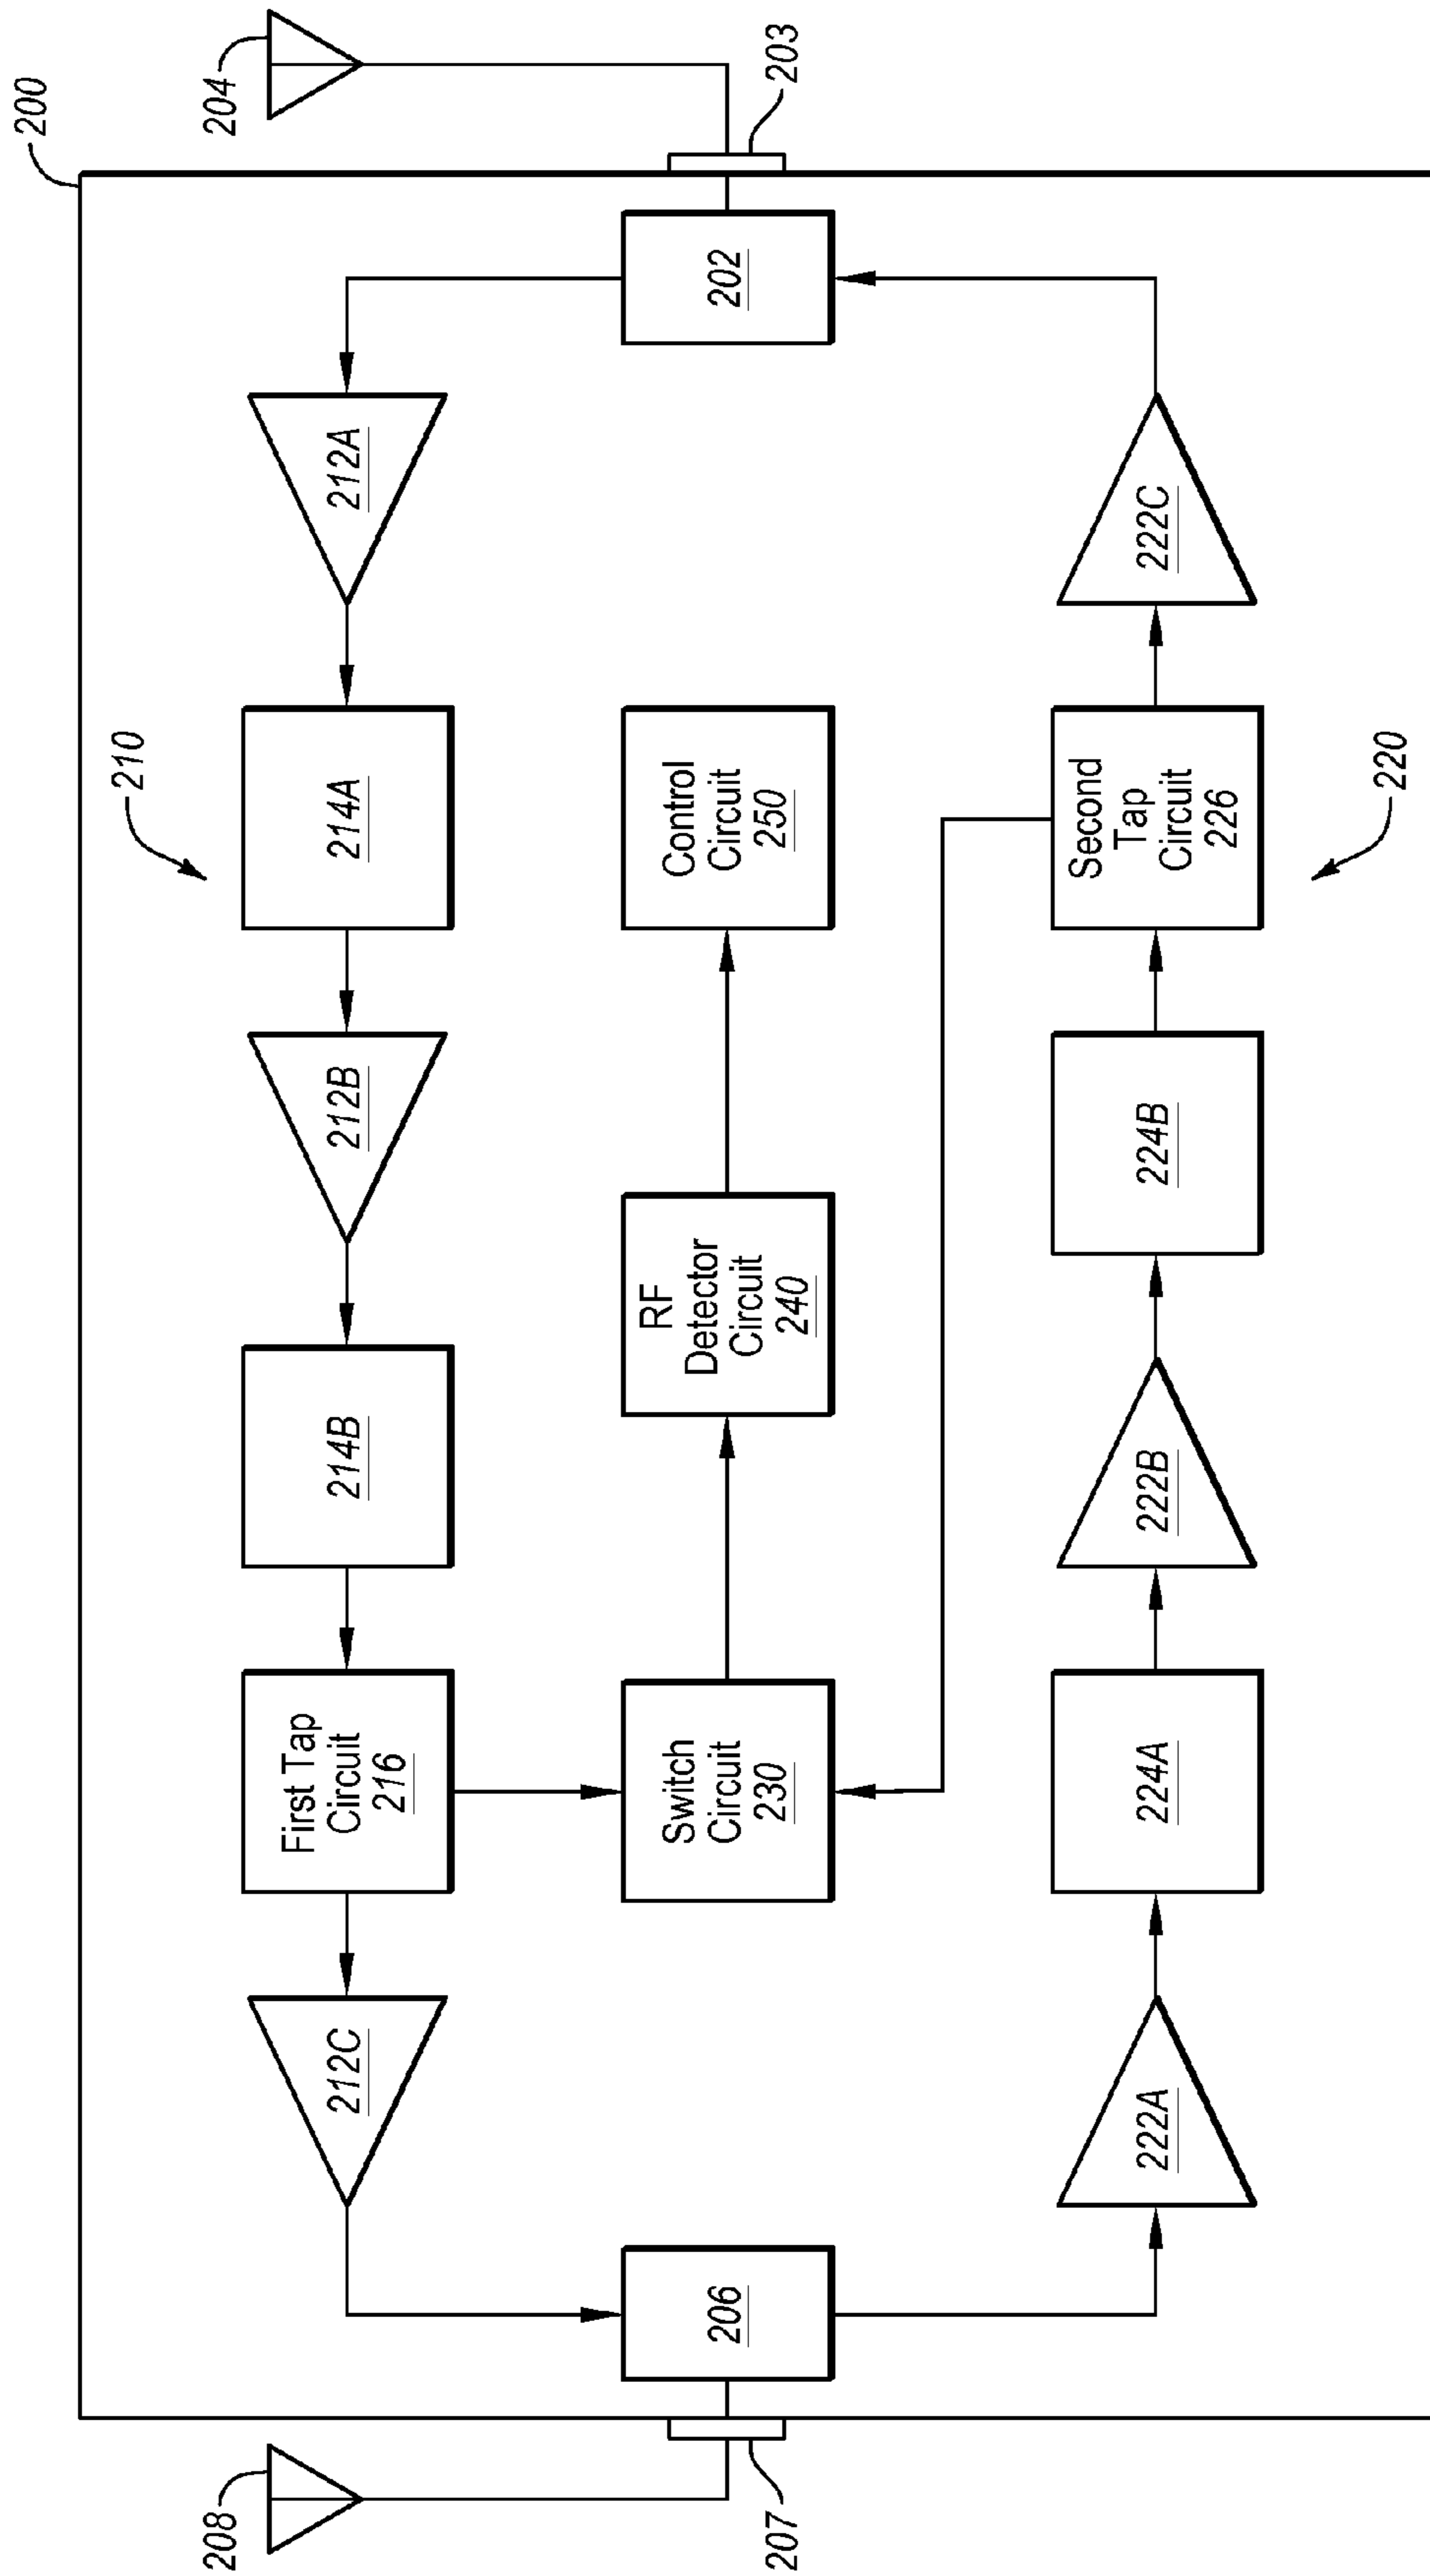 200
208
204
210
212C
First Tap
Circuit
216
214B
212B
214A
212A
206
Switch
Circuit
230
RF
Detector
Circuit
240
Control
Circuit
250
202
207
203
222A
224A
222B
224B
Second
Tap
Circuit
226
222C
220